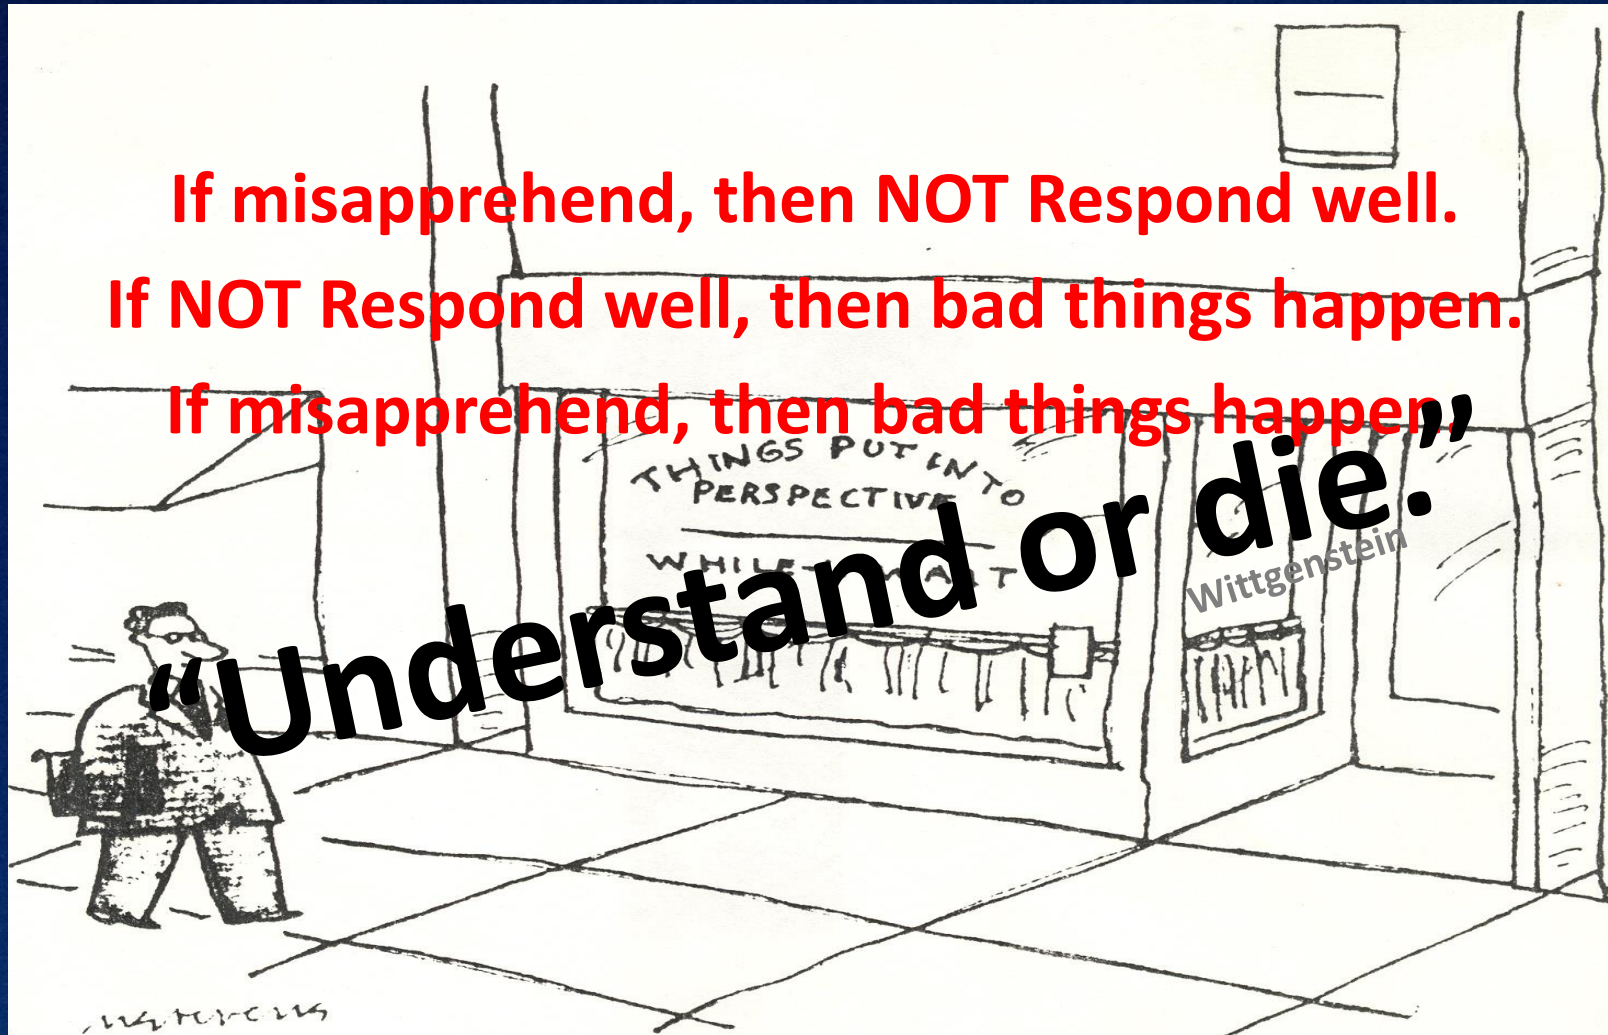 If misapprehend, then NOT Respond well.
If NOT Respond well, then bad things happen.
If misapprehend, then bad things happen.
THINGS PUT INTO
PERSPECTIVE
WHILE
“Understand or die.”
Wittgenstein